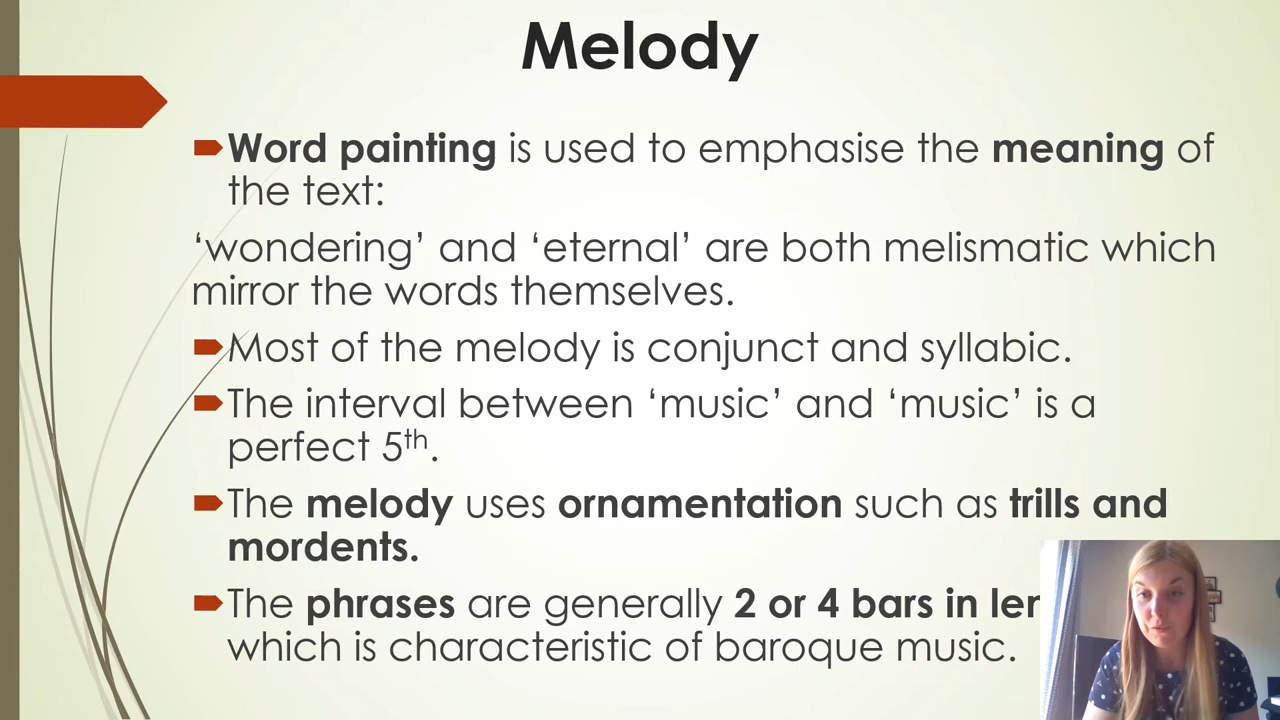 Melody
Word painting is used to emphasise the meaning of
the text:
‘wondering’ and ‘eternal’ are both melismatic which
mirror the words themselves.
Most of the melody is conjunct and syllabic.
The interval between ‘music’ and ‘music’ is a
perfect 5th.
The melody uses ornamentation such as trills and
mordents.
The phrases are generally 2 or 4 bars in
which is characteristic of baroque music.